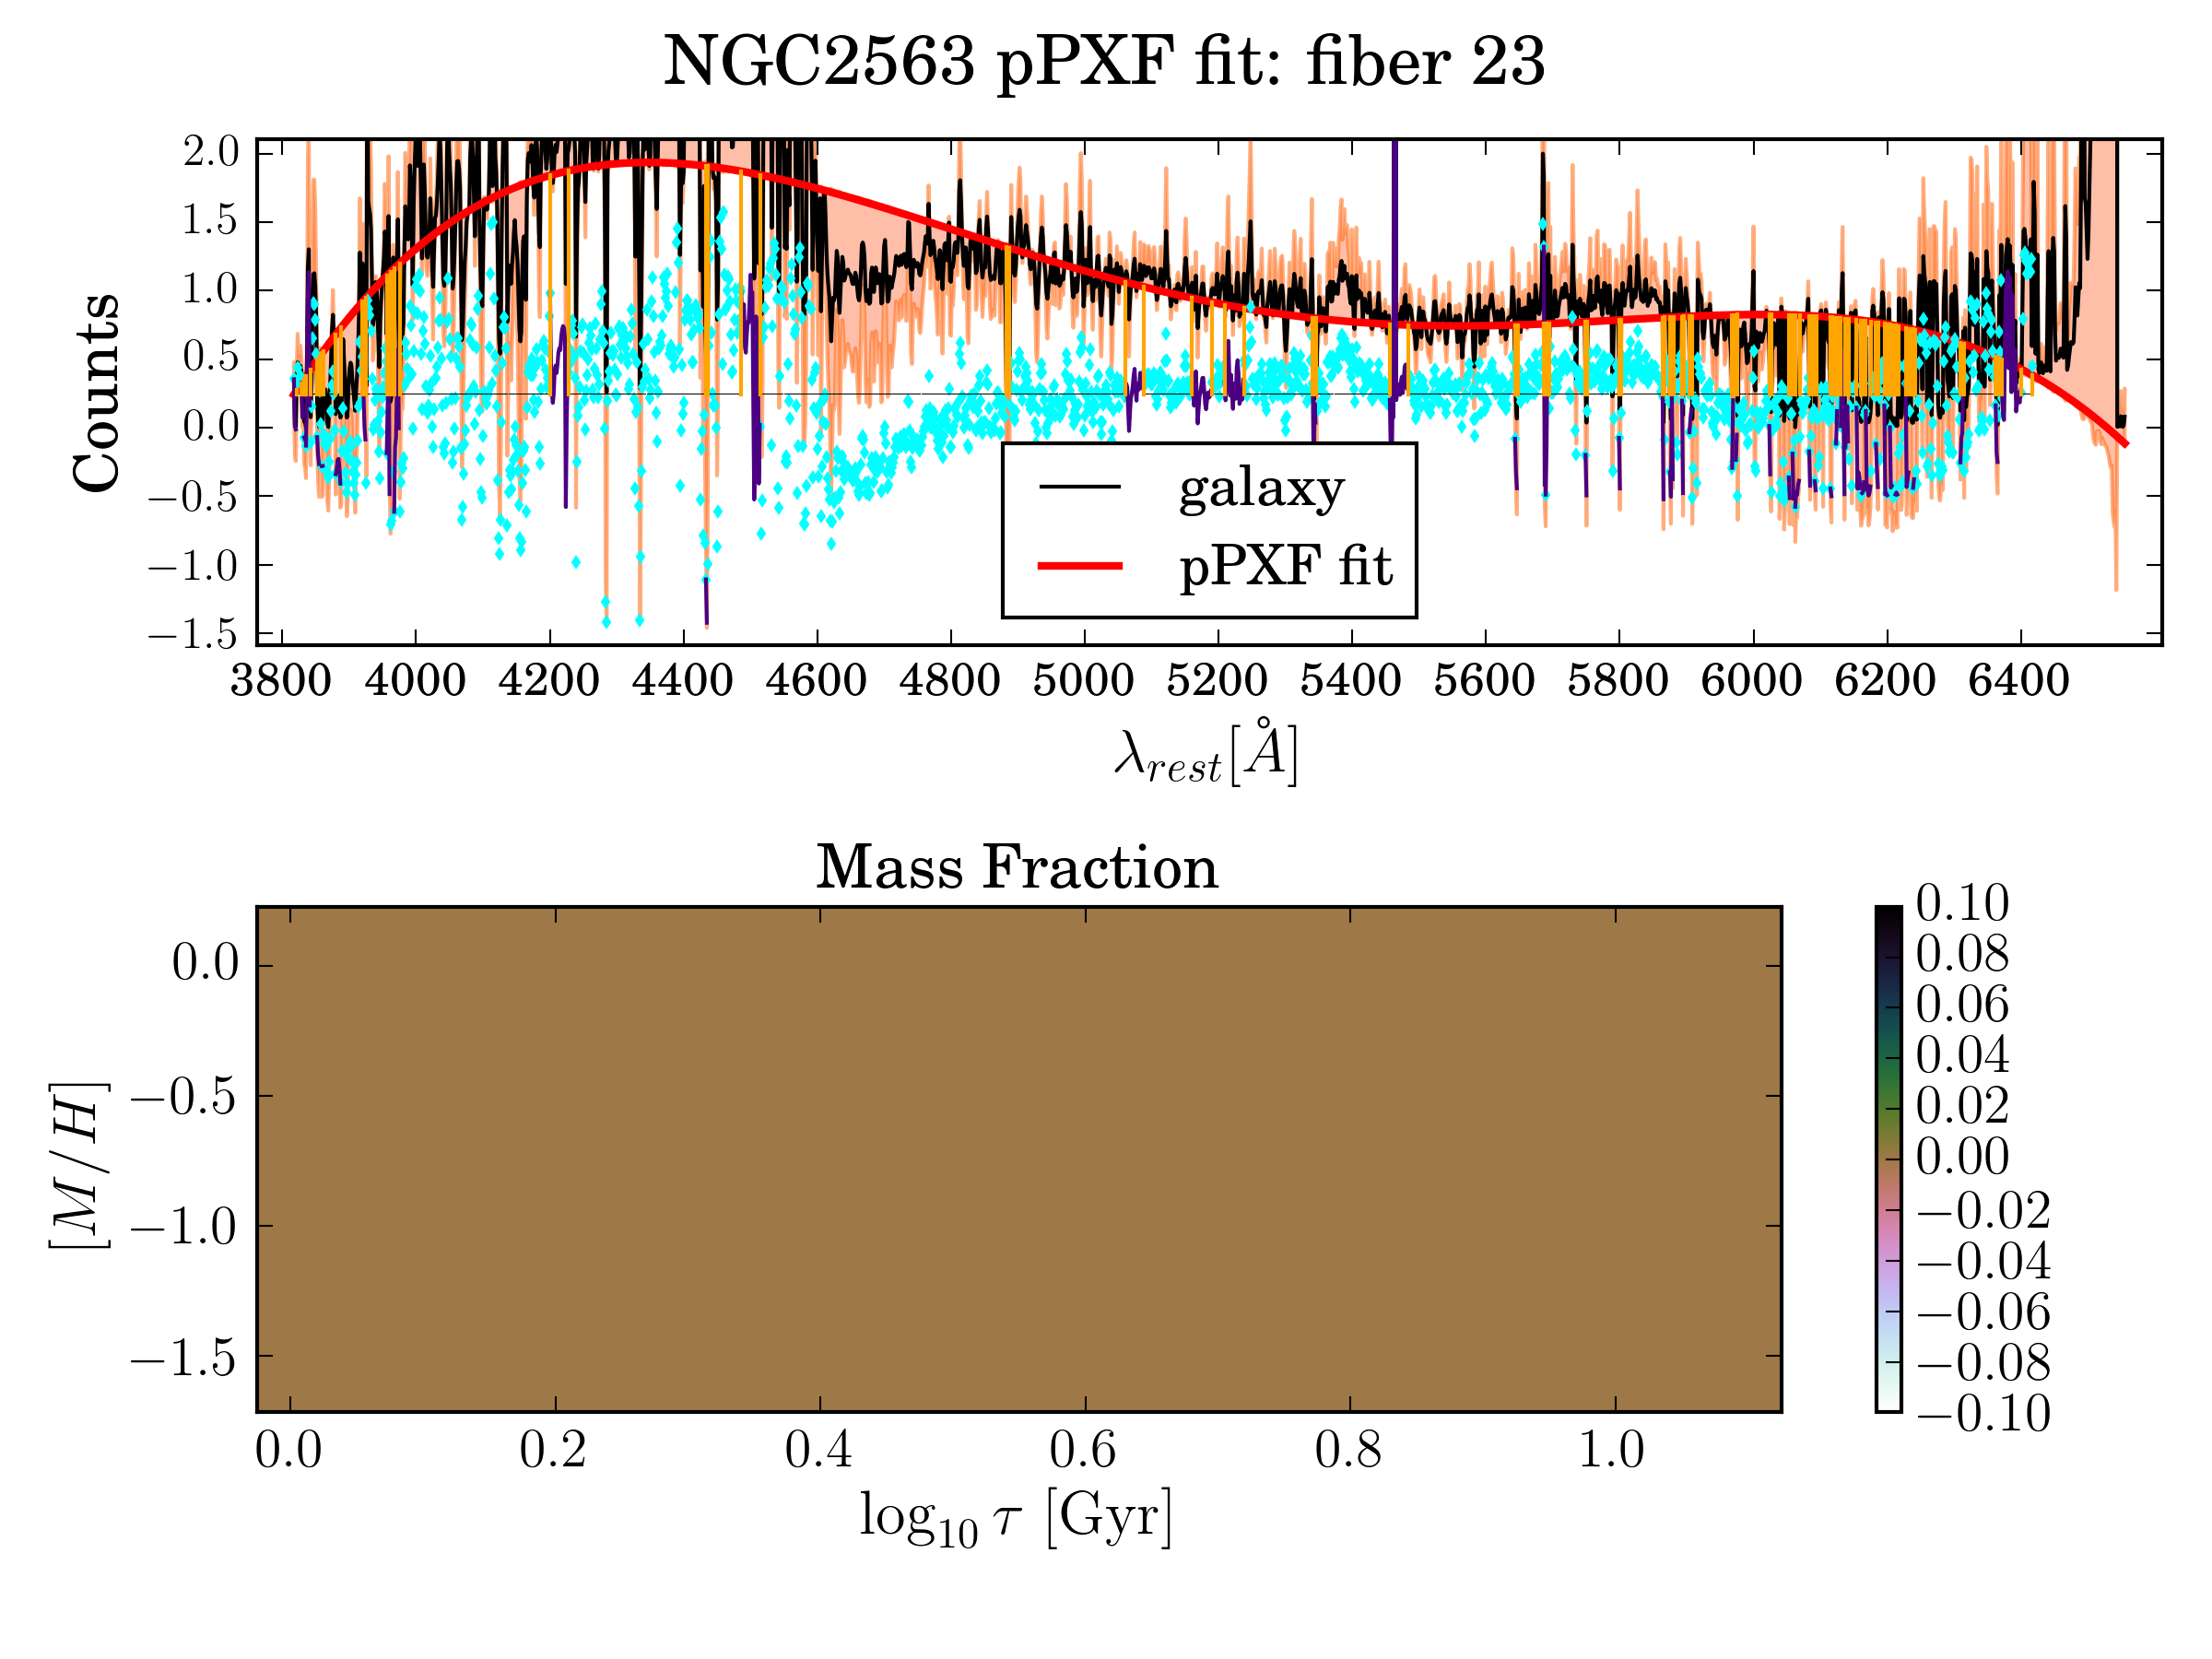 NGC2563 pPXF fit: fiber 23
2.0
1.5
1.0
0.5
0.0
−0.5
−1.0
−1.5
Counts
galaxy
pPXF fit
3800 4000 4200 4400 4600 4800 5000 5200 5400 5600 5800 6000 6200 6400
λrest[Å]
Mass Fraction
0.0
−0.5
−1.0
−1.5
[M/H]
0.10
0.08
0.06
0.04
0.02
0.00
−0.02
−0.04
−0.06
−0.08
−0.10
0.0 0.2 0.4 0.6 0.8 1.0
log10 τ [Gyr]